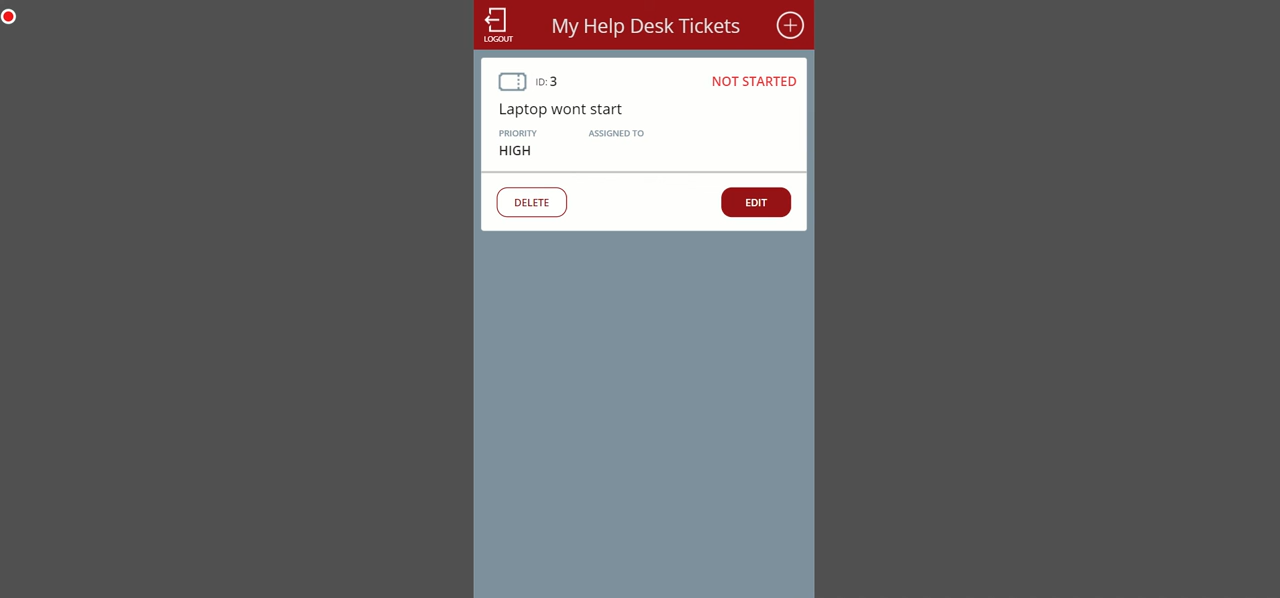 My Help Desk Tickets
LOGOUT
ID: 3 NOT STARTED
Laptop wont start
PRIORITY ASSIGNED TO
HIGH
DELETE EDIT